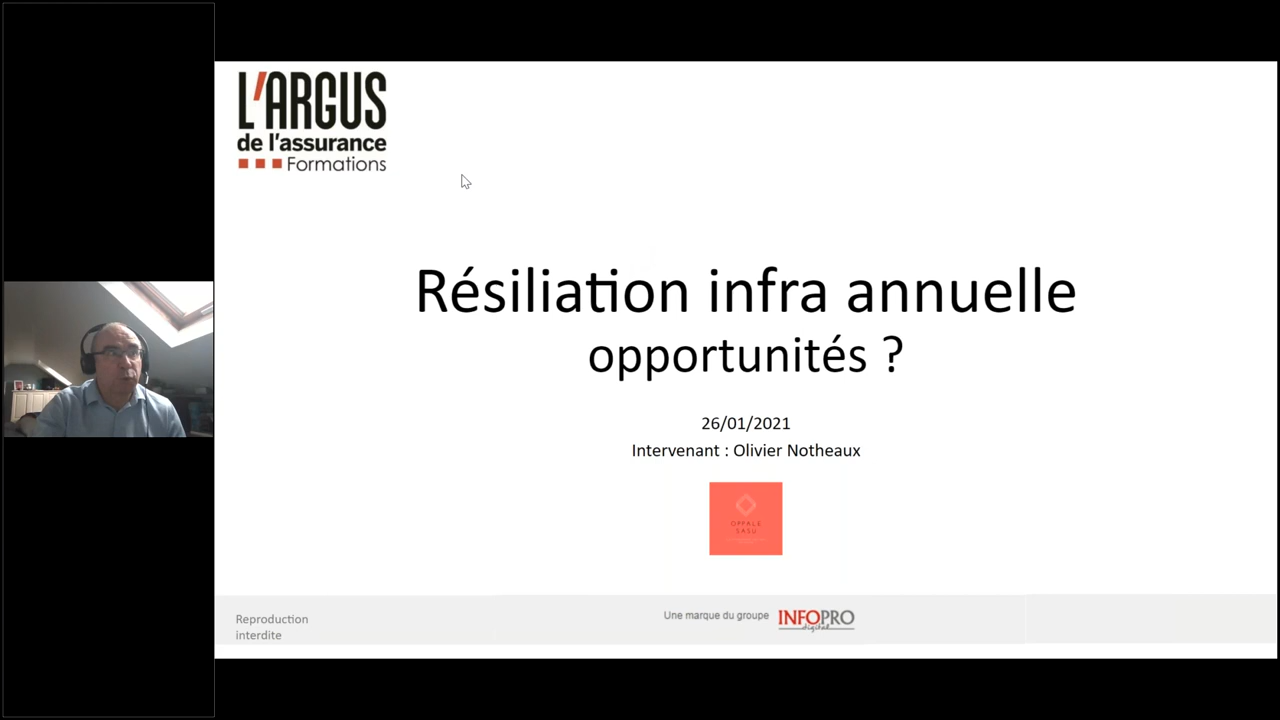 L'ARGUS
de l'assurance
Formations
Résiliation infra annuelle
opportunités ?
26/01/2021
Intervenant : Olivier Notheaux
OPPALE
SASU
Reproduction
interdite
Une marque du groupe INFOPRO
digital